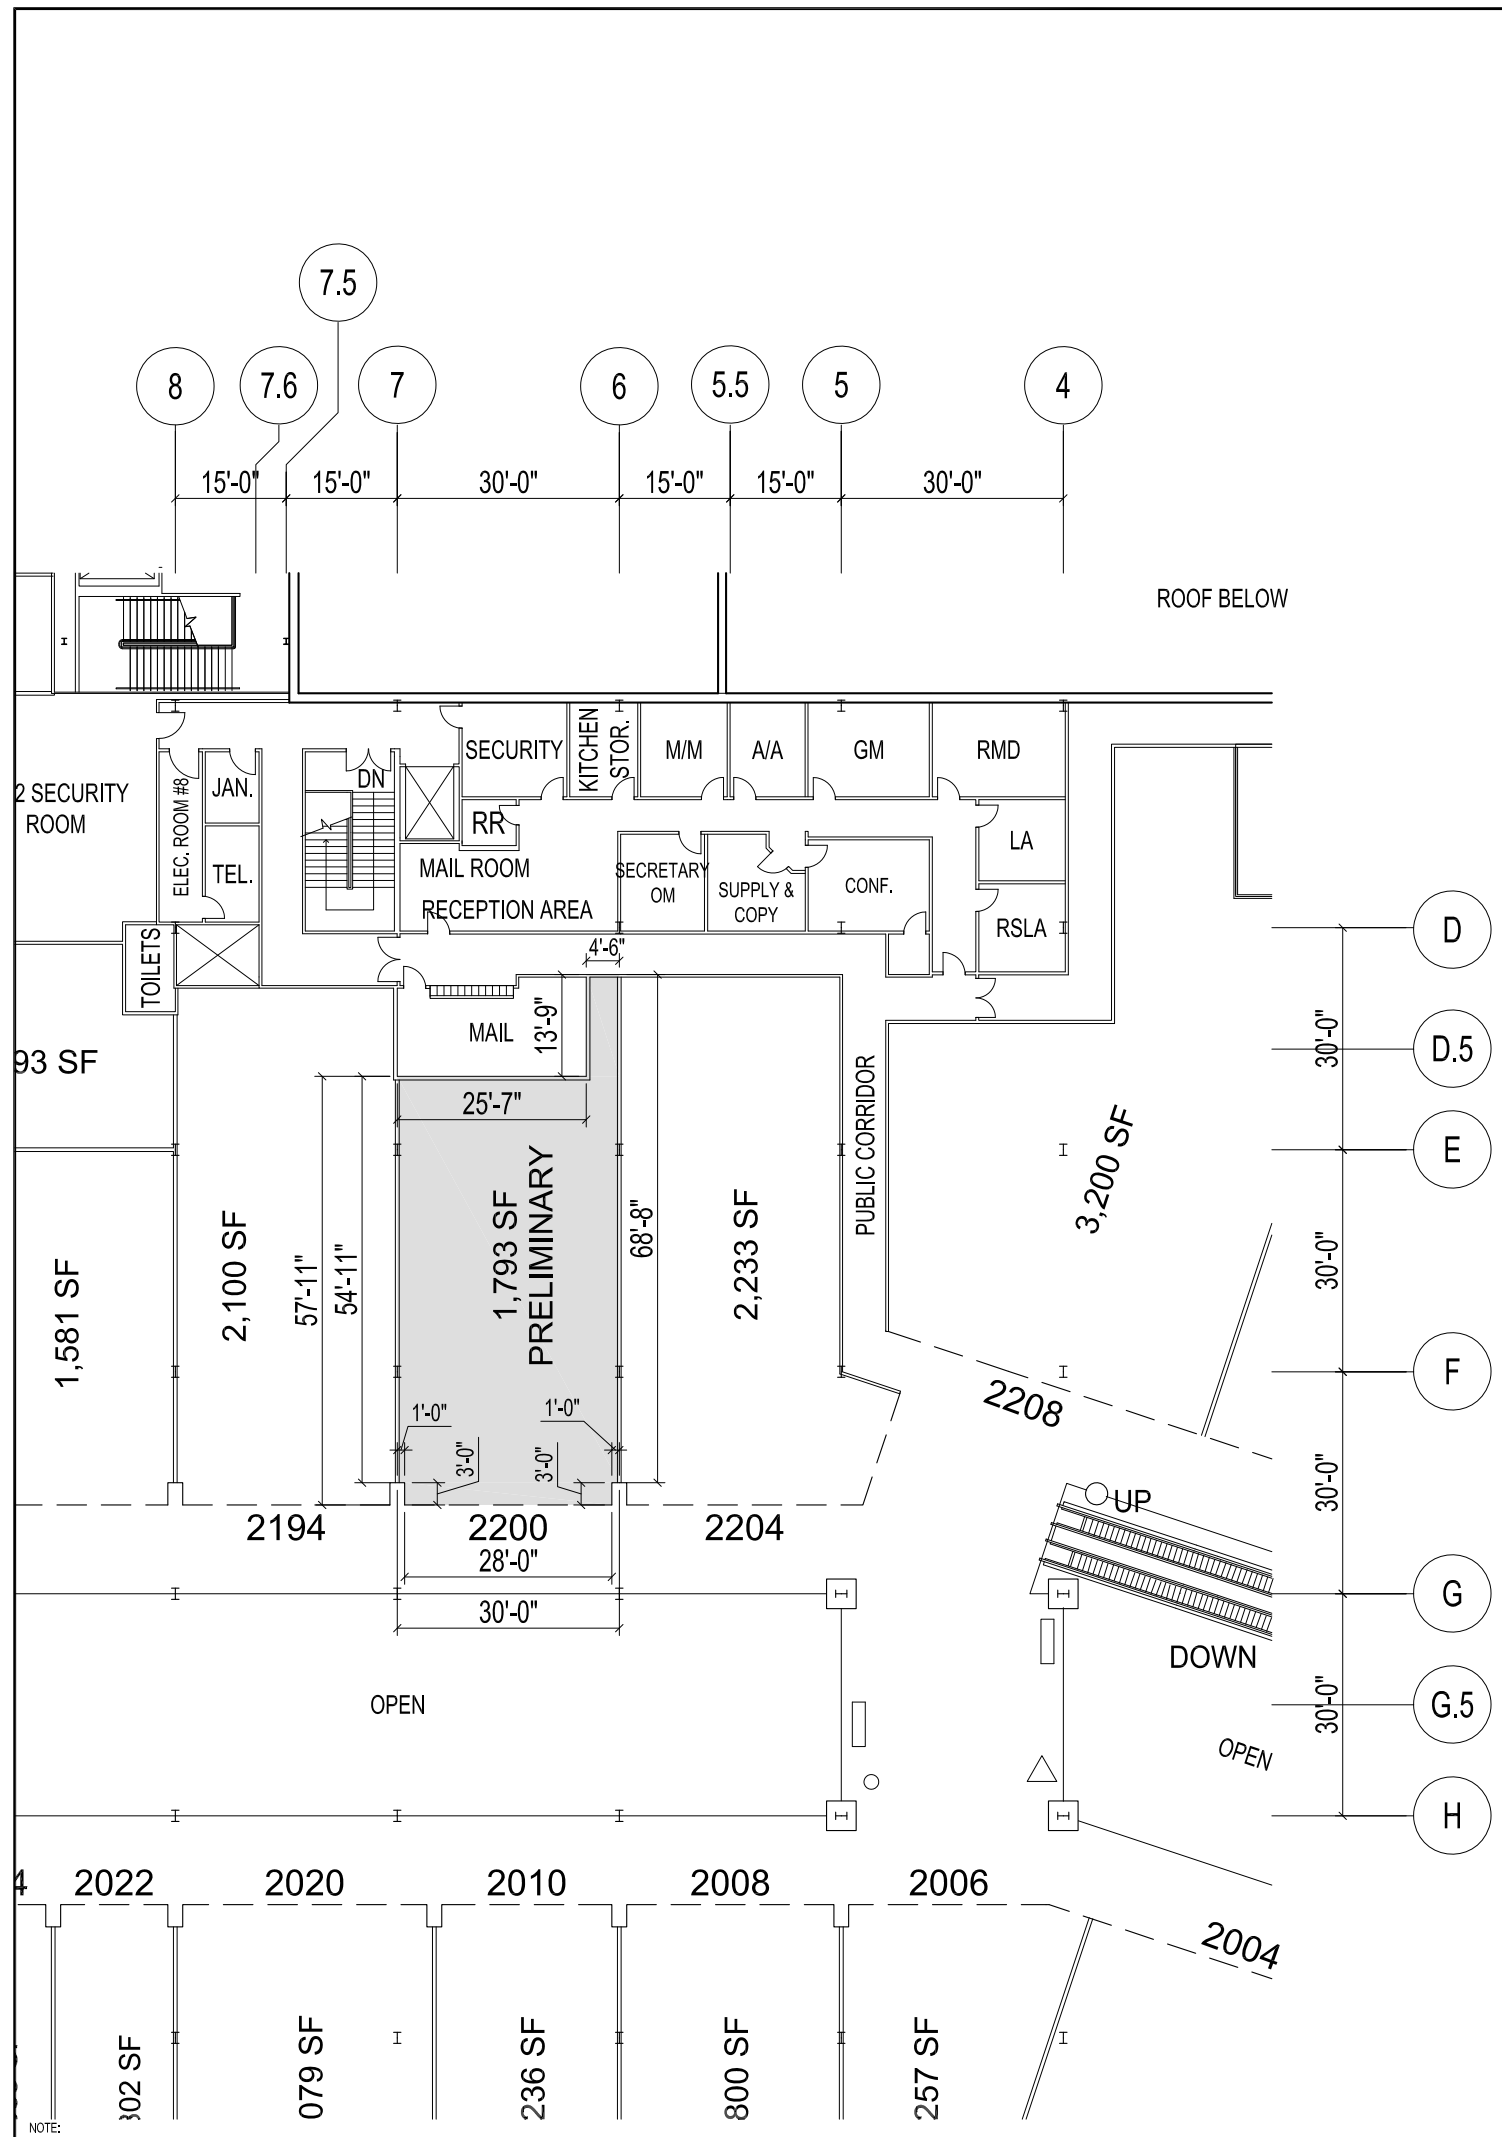 7.5
8
7.6
7
6
5.5
5
4
15'-0"
15'-0"
30'-0"
15'-0"
15'-0"
30'-0"
ROOF BELOW
SECURITY
KITCHEN
STOR.
M/M
A/A
GM
RMD
DN
JAN.
ELEC. ROOM #8
TEL.
2 SECURITY
ROOM
RR
MAIL ROOM
RECEPTION AREA
SECRETARY
OM
SUPPLY &
COPY
CONF.
LA
RSLA
TOILETS
D
4'-6"
13'-9"
MAIL
93 SF
25'-7"
PUBLIC CORRIDOR
30'-0"
D.5
E
1,581 SF
2,100 SF
57'-11"
54'-11"
1,793 SF
PRELIMINARY
68'-8"
2,233 SF
3,200 SF
30'-0"
F
1'-0"
1'-0"
3'-0"
3'-0"
2208
30'-0"
UP
2194
2200
2204
28'-0"
30'-0"
G
DOWN
30'-0"
G.5
OPEN
OPEN
H
4
2022
2020
2010
2008
2006
2004
302 SF
079 SF
236 SF
800 SF
257 SF
NOTE: